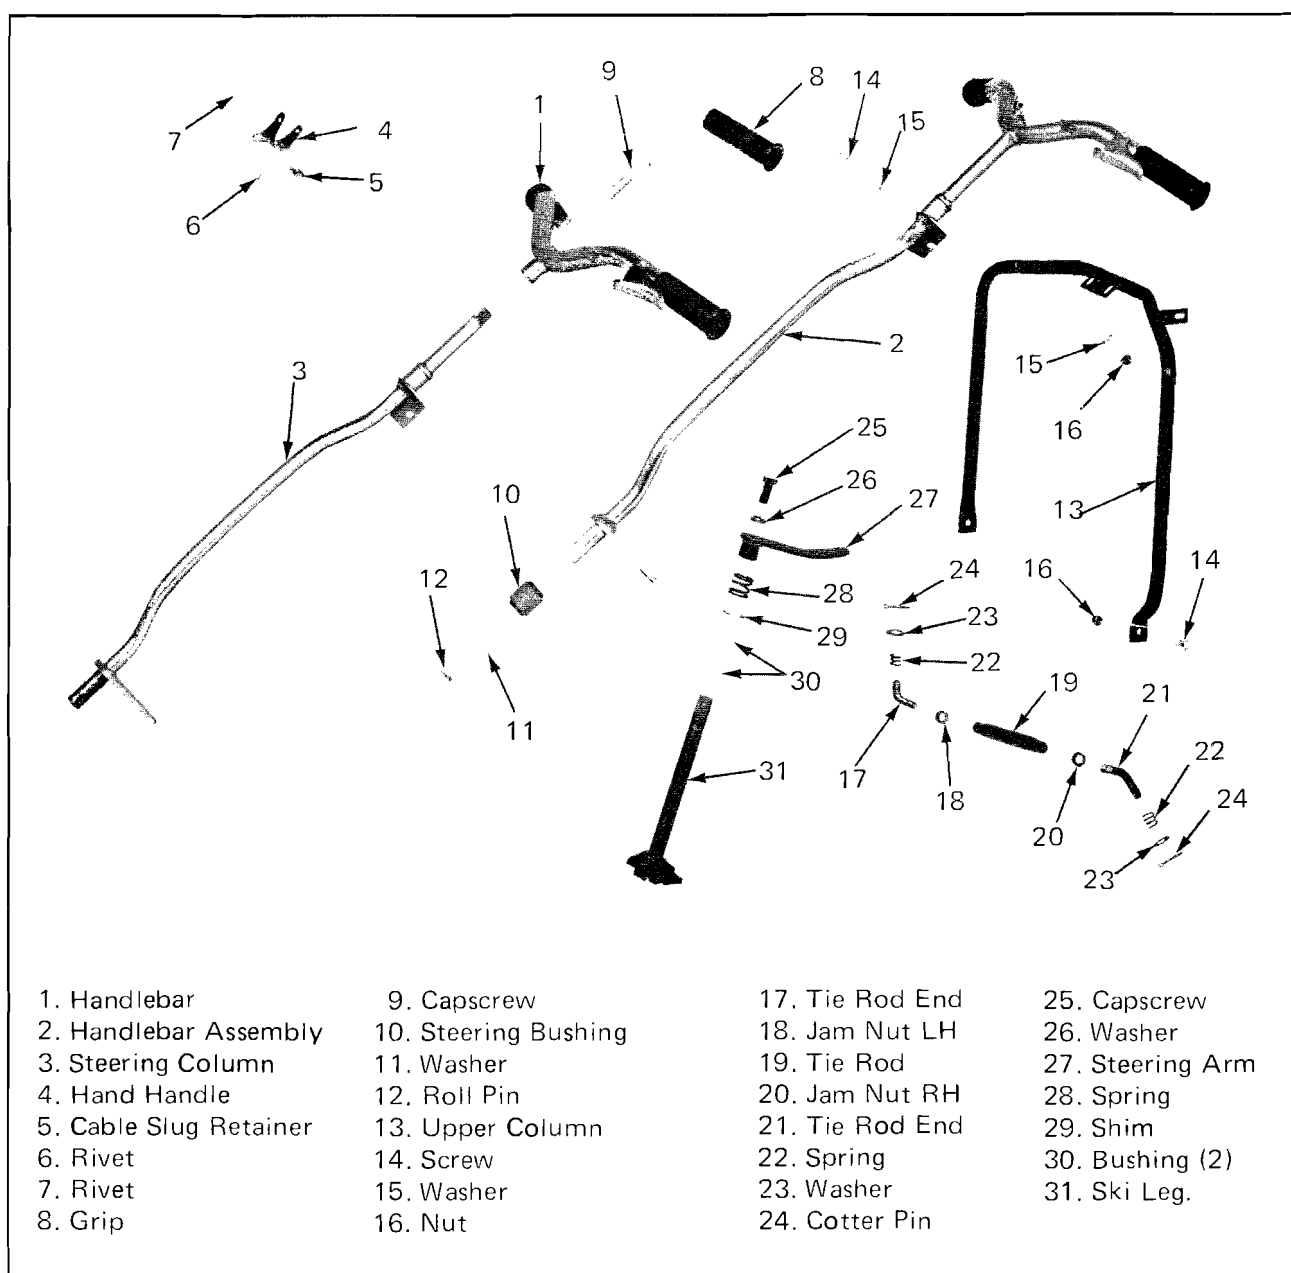 9
8
14
1
7
4
15
5
6
2
3
15
16
25
26
10
27
13
12
24
16
14
28
23
29
22
30
19
21
11
31
17
18
22
20
24
23
1. Handlebar
2. Handlebar Assembly
3. Steering Column
4. Hand Handle
5. Cable Slug Retainer
6. Rivet
7. Rivet
8. Grip
9. Capscrew
10. Steering Bushing
11. Washer
12. Roll Pin
13. Upper Column
14. Screw
15. Washer
16. Nut
17. Tie Rod End
18. Jam Nut LH
19. Tie Rod
20. Jam Nut RH
21. Tie Rod End
22. Spring
23. Washer
24. Cotter Pin
25. Capscrew
26. Washer
27. Steering Arm
28. Spring
29. Shim
30. Bushing (2)
31. Ski Leg.